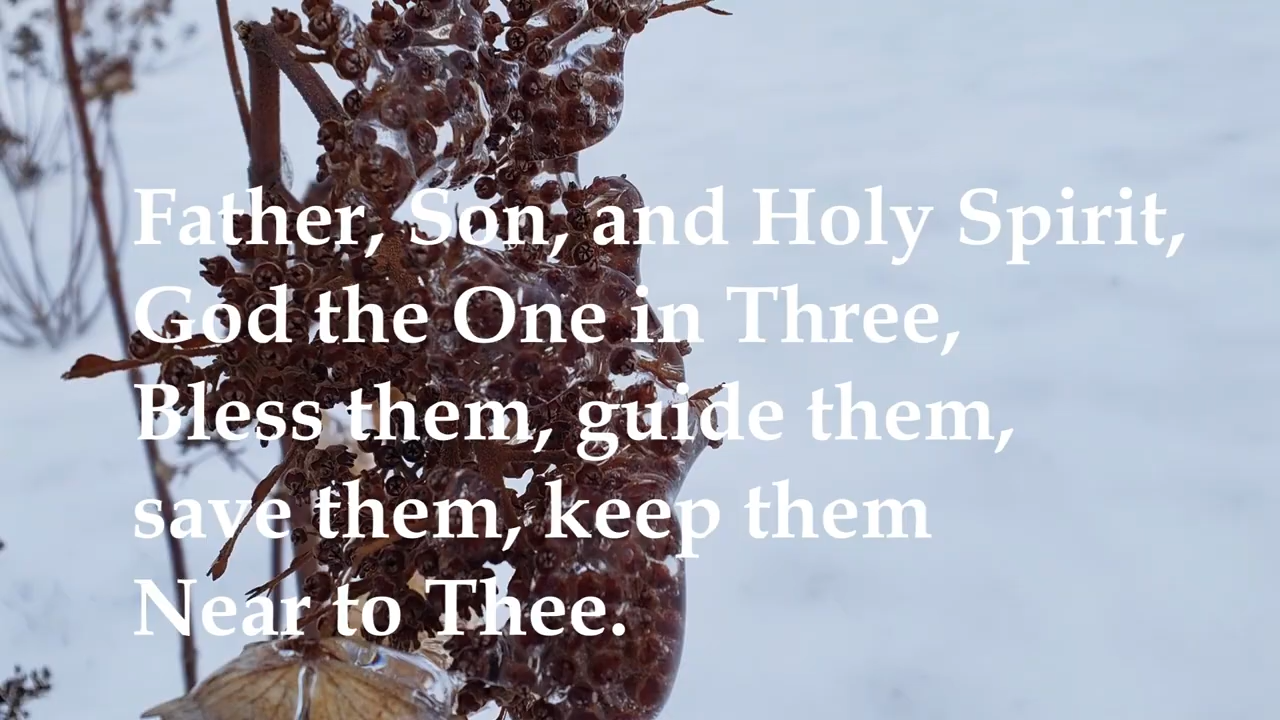 Father, Son, and Holy Spirit,
God the One in Three,
Bless them, guide them,
save them, keep them
Near to Thee.